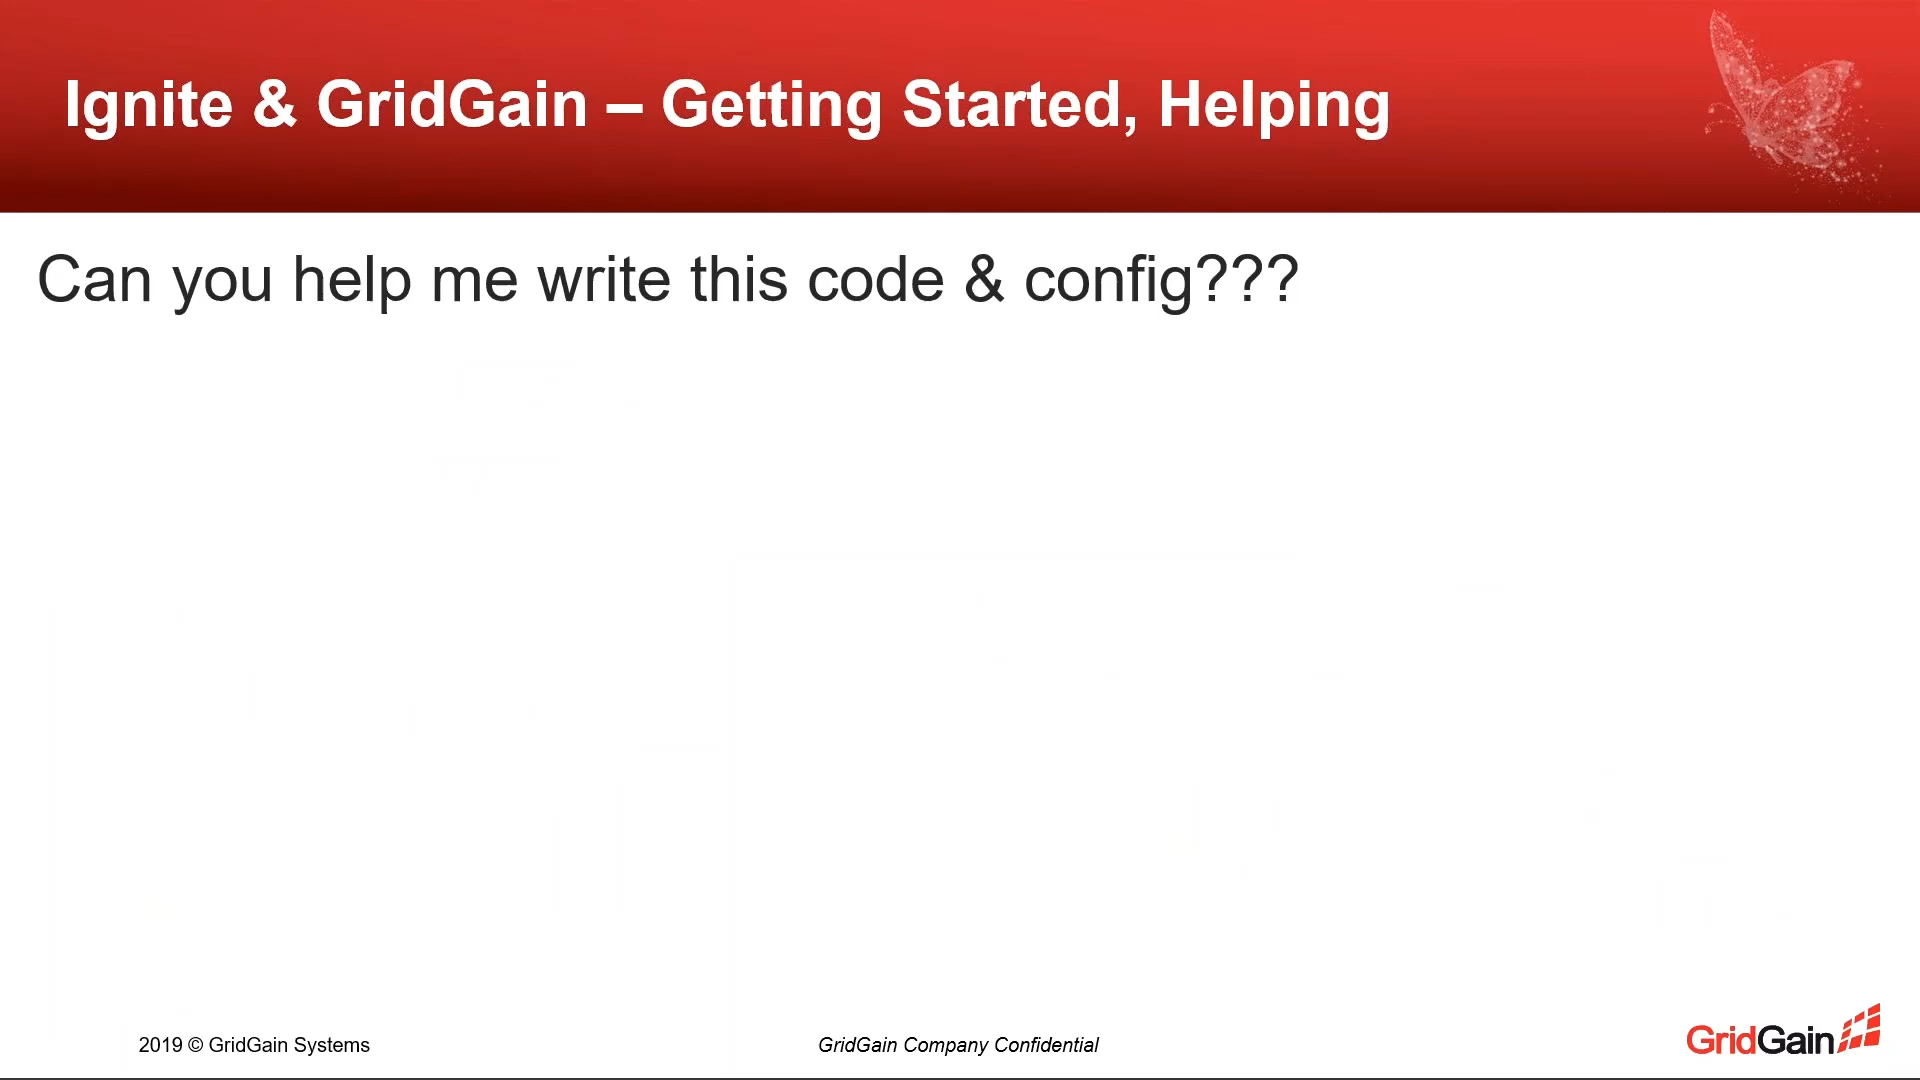 Ignite & GridGain – Getting Started, Helping
Can you help me write this code & config???
2019 © GridGain Systems
GridGain Company Confidential
GridGain